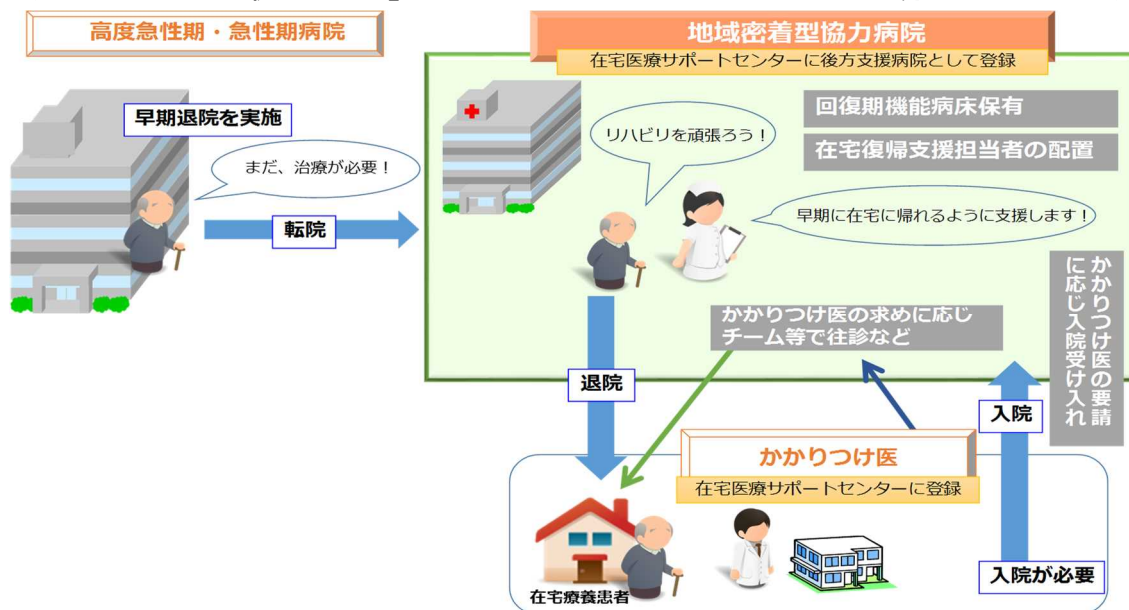 高度急性期・急性期病院
早期退院を実施
まだ、治療が必要！
転院
地域密着型協力病院
在宅医療サポートセンターに後方支援病院として登録
リハビリを頑張ろう！
回復期機能病床保有
在宅復帰支援担当者の配置
早期に在宅に帰れるように支援します！
かかりつけ医の要請
に応じ入院受け入れ
かかりつけ医の求めに応じ
チーム等で往診など
退院
入院
かかりつけ医
在宅医療サポートセンターに登録
在宅療養患者
入院が必要